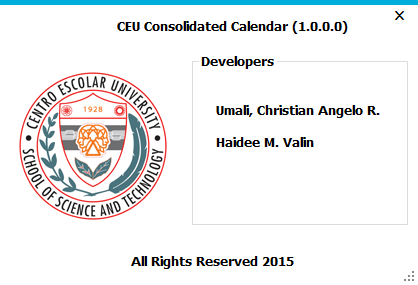 CEU Consolidated Calendar (1.0.0.0)
Developers
Umali, Christian Angelo R.
Haidee M. Valin
CENTRO ESCOLAR UNIVERSITY
1928
SCHOOL OF SCIENCE AND TECHNOLOGY
All Rights Reserved 2015